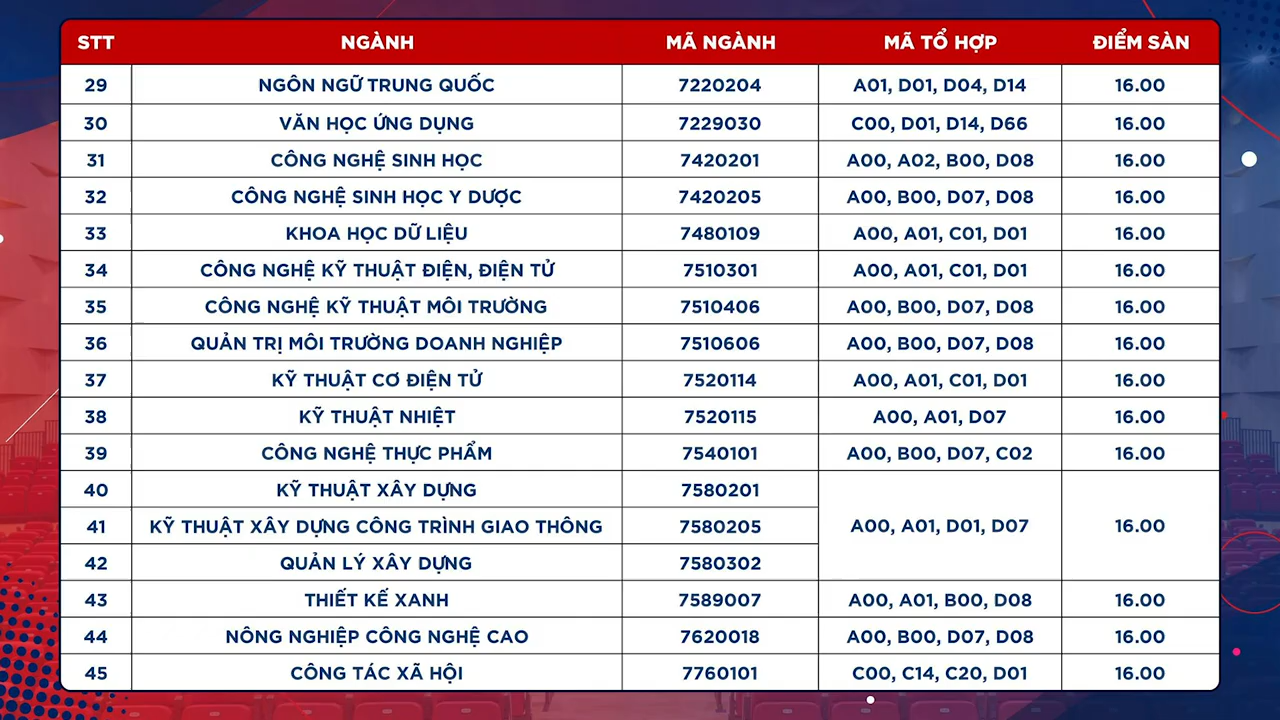 STT NGÀNH MÃ NGÀNH MÃ TỔ HỢP ĐIỂM SÀN
29 NGÔN NGỮ TRUNG QUỐC 7220204 A01, D01, D04, D14 16.00
30 VĂN HỌC ỨNG DỤNG 7229030 C00, D01, D14, D66 16.00
31 CÔNG NGHỆ SINH HỌC 7420201 A00, A02, B00, D08 16.00
32 CÔNG NGHỆ SINH HỌC Y DƯỢC 7420205 A00, B00, D07, D08 16.00
33 KHOA HỌC DỮ LIỆU 7480109 A00, A01, C01, D01 16.00
34 CÔNG NGHỆ KỸ THUẬT ĐIỆN, ĐIỆN TỬ 7510301 A00, A01, C01, D01 16.00
35 CÔNG NGHỆ KỸ THUẬT MÔI TRƯỜNG 7510406 A00, B00, D07, D08 16.00
36 QUẢN TRỊ MÔI TRƯỜNG DOANH NGHIỆP 7510606 A00, B00, D07, D08 16.00
37 KỸ THUẬT CƠ ĐIỆN TỬ 7520114 A00, A01, C01, D01 16.00
38 KỸ THUẬT NHIỆT 7520115 A00, A01, D07 16.00
39 CÔNG NGHỆ THỰC PHẨM 7540101 A00, B00, D07, C02 16.00
40 KỸ THUẬT XÂY DỰNG 7580201
41 KỸ THUẬT XÂY DỰNG CÔNG TRÌNH GIAO THÔNG 7580205 A00, A01, D01, D07 16.00
42 QUẢN LÝ XÂY DỰNG 7580302
43 THIẾT KẾ XANH 7589007 A00, A01, B00, D08 16.00
44 NÔNG NGHIỆP CÔNG NGHỆ CAO 7620018 A00, B00, D07, D08 16.00
45 CÔNG TÁC XÃ HỘI 7760101 C00, C14, C20, D01 16.00